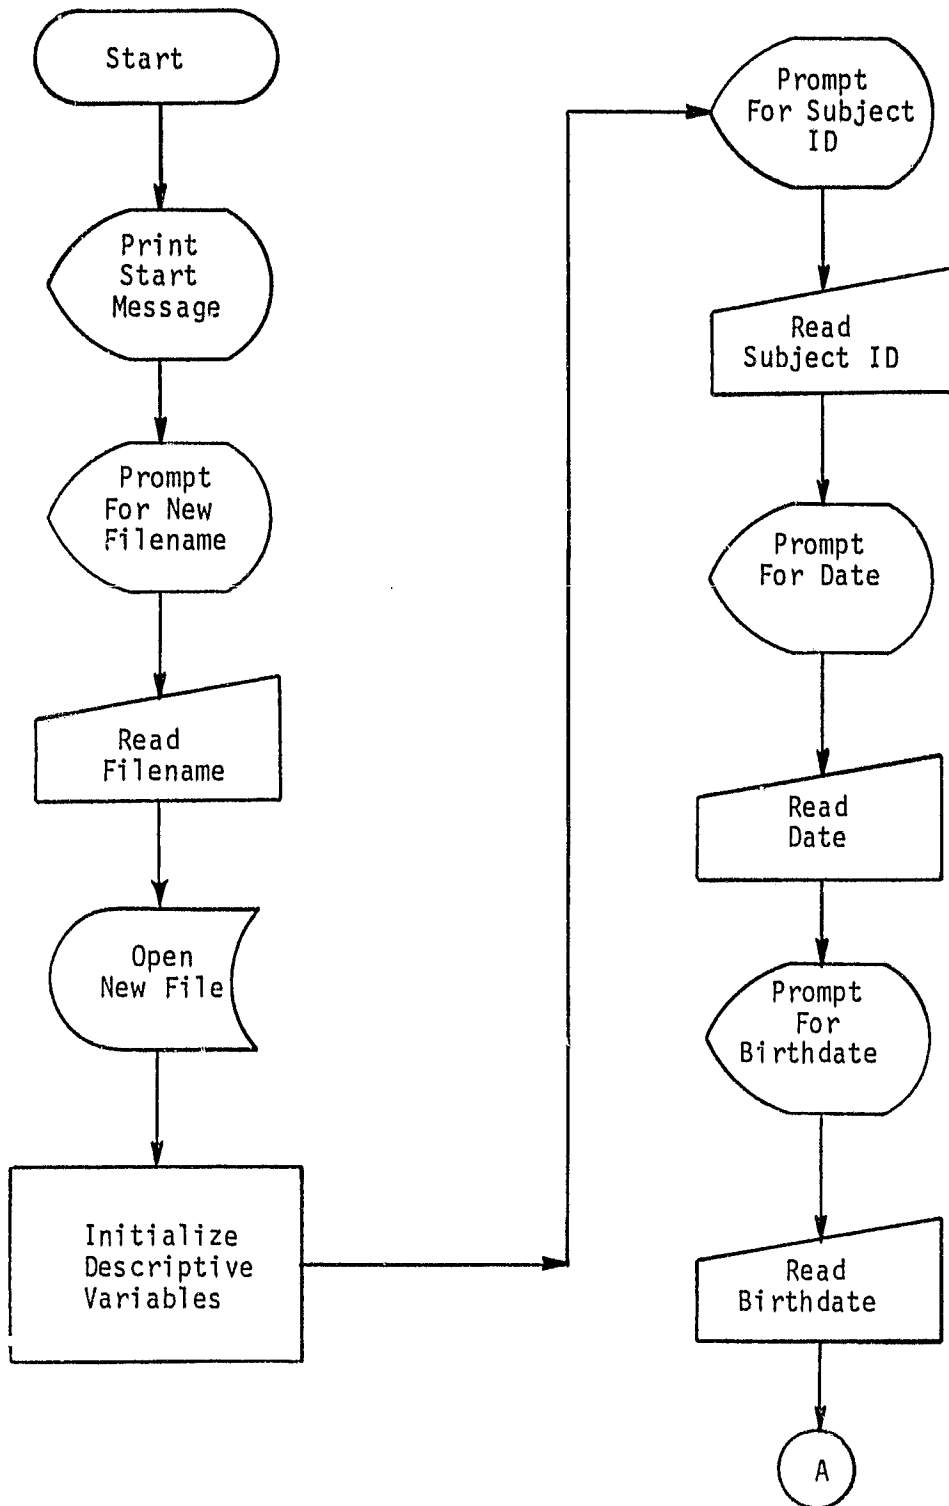 Start
Print
Start
Message
Prompt
For New
Filename
Read
Filename
Open
New File
Initialize
Descriptive
Variables
Prompt
For Subject
ID
Read
Subject ID
Prompt
For Date
Read
Date
Prompt
For
Birthdate
Read
Birthdate
A